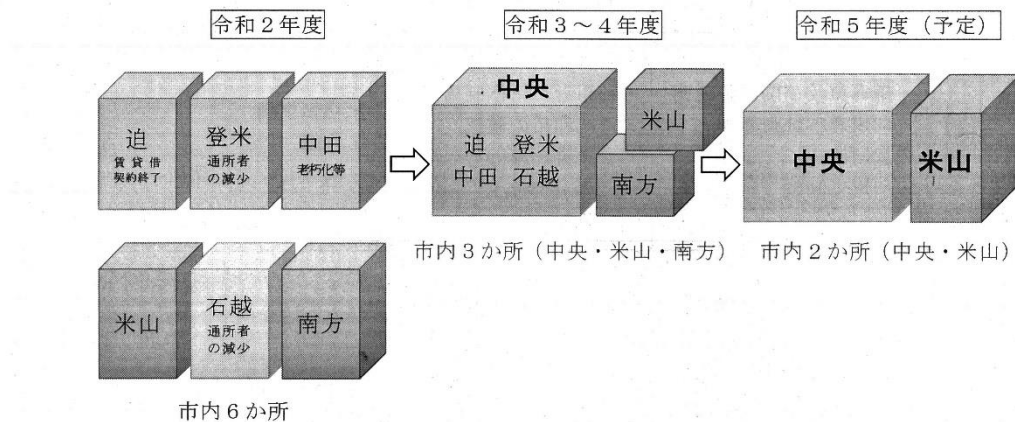 令和2年度
迫
賃貸借
契約終了
登米
通所者
の減少
中田
老朽化等
米山
石越
通所者
の減少
南方
市内6か所
令和3～4年度
中央
迫 登米
中田 石越
米山
南方
市内3か所（中央・米山・南方）
令和5年度（予定）
中央
米山
市内2か所（中央・米山）